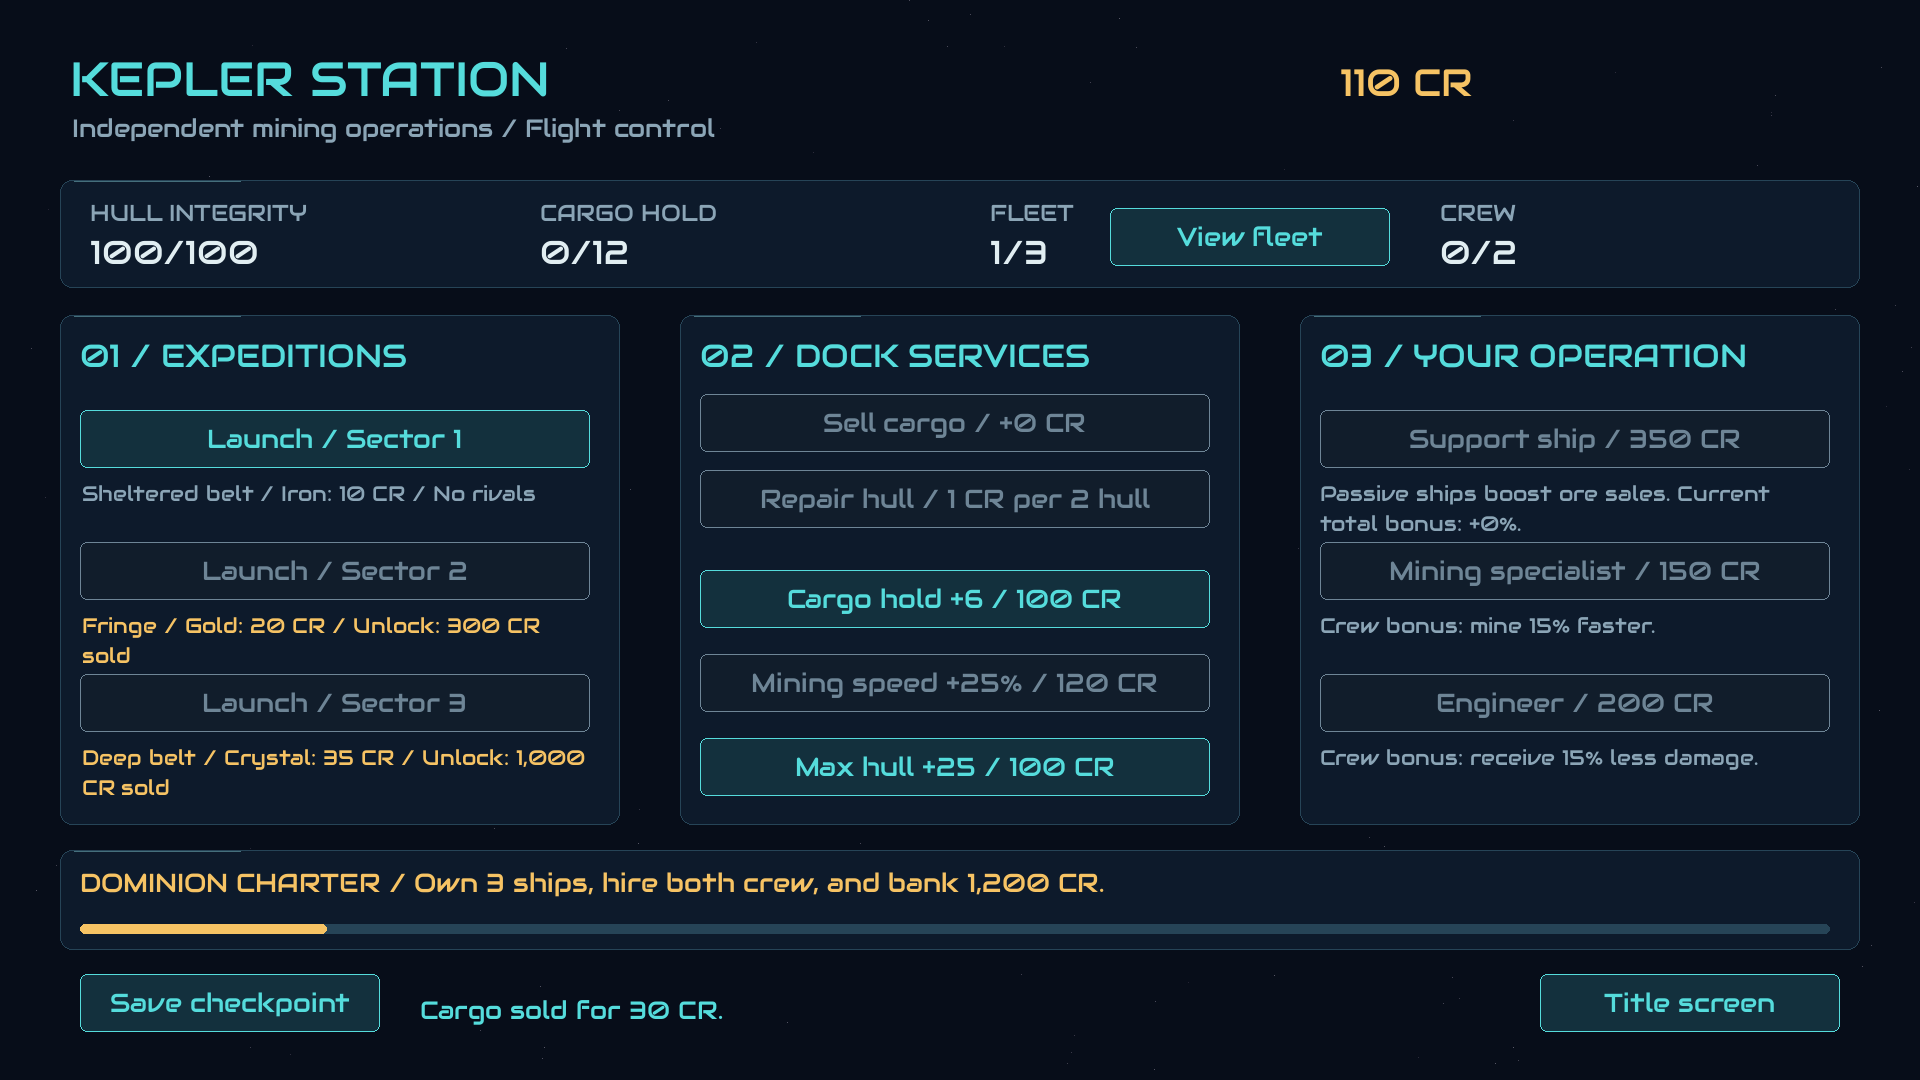 KEPLER STATION
110 CR
Independent mining operations / Flight control
HULL INTEGRITY
100/100
CARGO HOLD
0/12
FLEET
1/3
View fleet
CREW
0/2
01 / EXPEDITIONS
Launch / Sector 1
Sheltered belt / Iron: 10 CR / No rivals
Launch / Sector 2
Fringe / Gold: 20 CR / Unlock: 300 CR
sold
Launch / Sector 3
Deep belt / Crystal: 35 CR / Unlock: 1,000
CR sold
02 / DOCK SERVICES
Sell cargo / +0 CR
Repair hull / 1 CR per 2 hull
Cargo hold +6 / 100 CR
Mining speed +25% / 120 CR
Max hull +25 / 100 CR
03 / YOUR OPERATION
Support ship / 350 CR
Passive ships boost ore sales. Current
total bonus: +0%.
Mining specialist / 150 CR
Crew bonus: mine 15% faster.
Engineer / 200 CR
Crew bonus: receive 15% less damage.
DOMINION CHARTER / Own 3 ships, hire both crew, and bank 1,200 CR.
Save checkpoint
Cargo sold for 30 CR.
Title screen